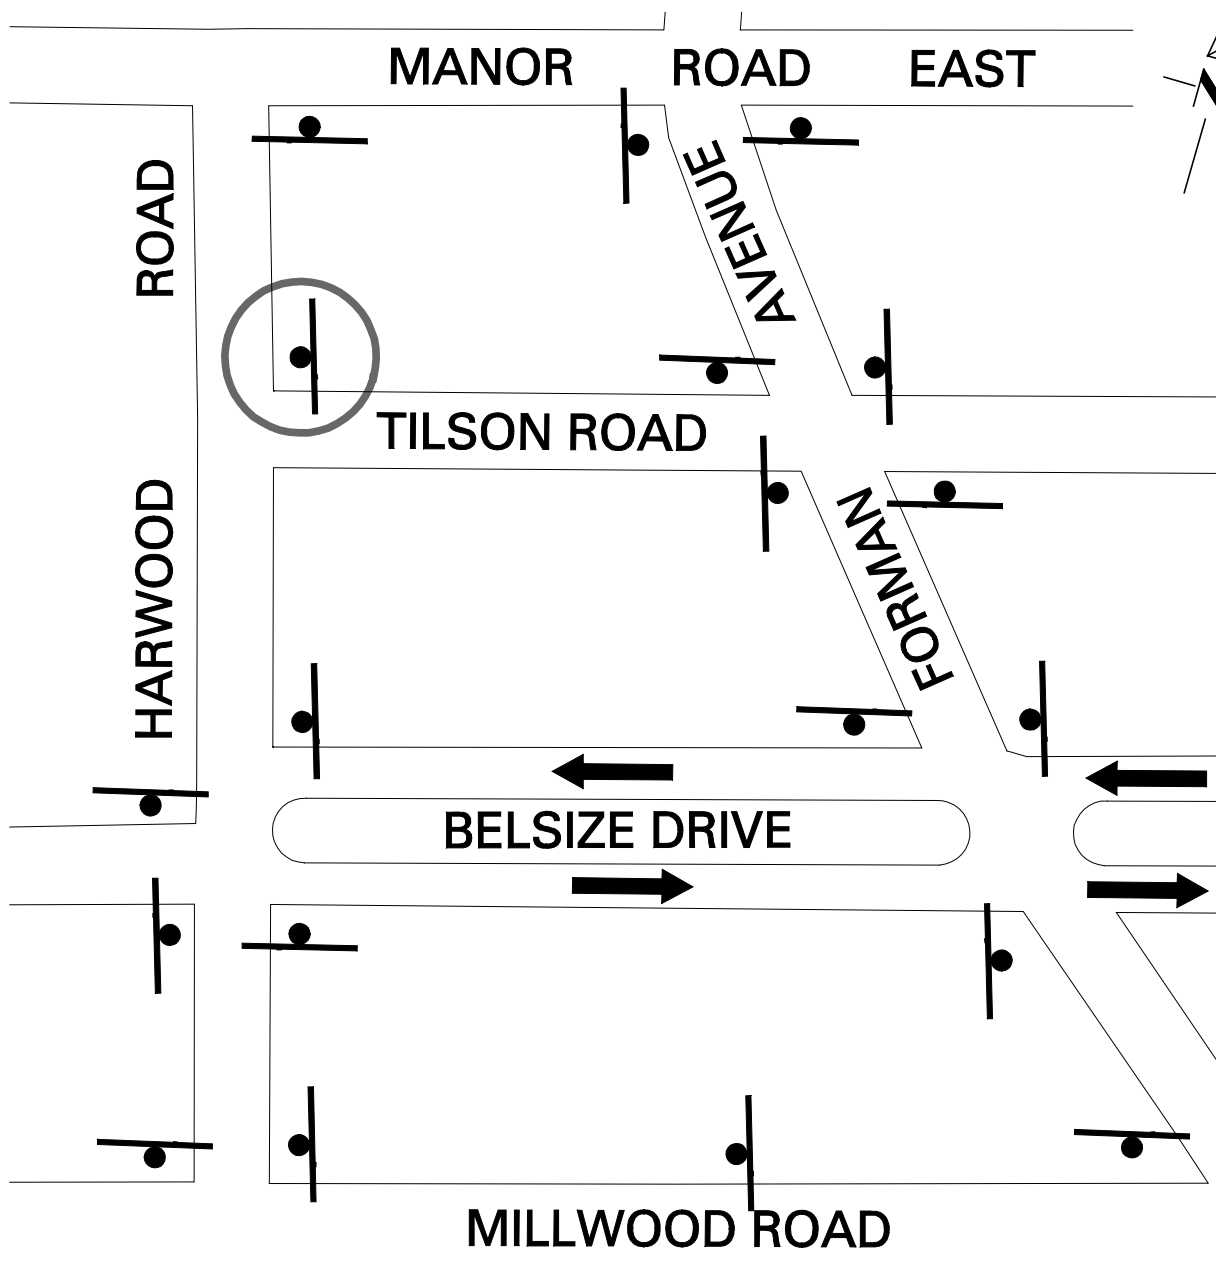 MANOR ROAD EAST
HARWOOD ROAD
FORMAN AVENUE
TILSON ROAD
BELSIZE DRIVE
MILLWOOD ROAD